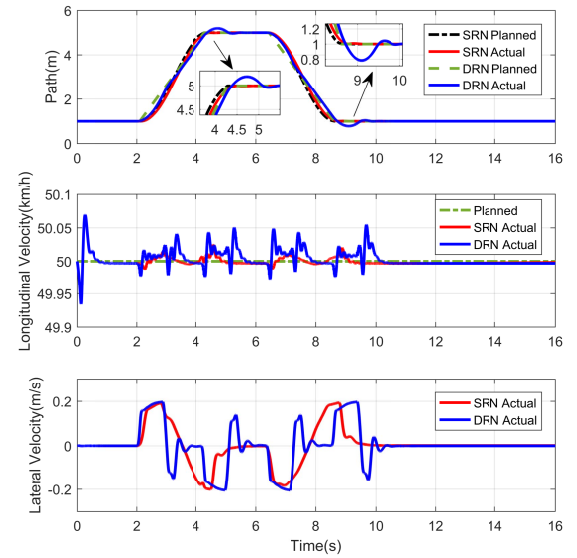 6
4
2
0
Path(m)
1.2
1
0.8
9
10
5
4.5
4 4.5 5
SRN Planned
SRN Actual
DRN Planned
DRN Actual
0 2 4 6 8 10 12 14 16
50.1
50.05
50
49.95
49.9
Longitudinal Velocity(km/h)
Planned
SRN Actual
DRN Actual
0 2 4 6 8 10 12 14 16
0.2
0
-0.2
Lateral Velocity(m/s)
SRN Actual
DRN Actual
0 2 4 6 8 10 12 14 16
Time(s)